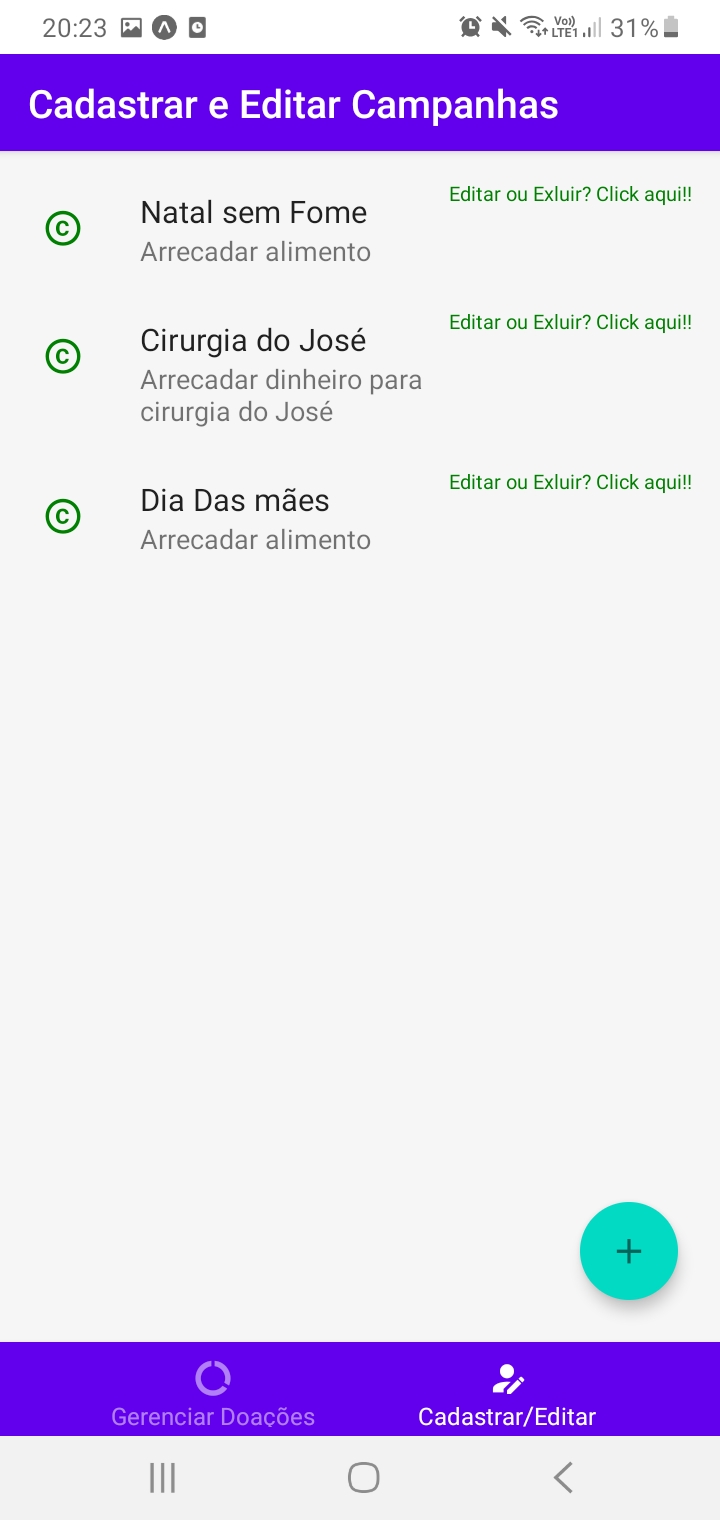 20:23 Vo)) LTE1 31%
Cadastrar e Editar Campanhas
C Natal sem Fome Editar ou Exluir? Click aqui!!
Arrecadar alimento
C Cirurgia do José Editar ou Exluir? Click aqui!!
Arrecadar dinheiro para
cirurgia do José
C Dia Das mães Editar ou Exluir? Click aqui!!
Arrecadar alimento
+
Gerenciar Doações Cadastrar/Editar